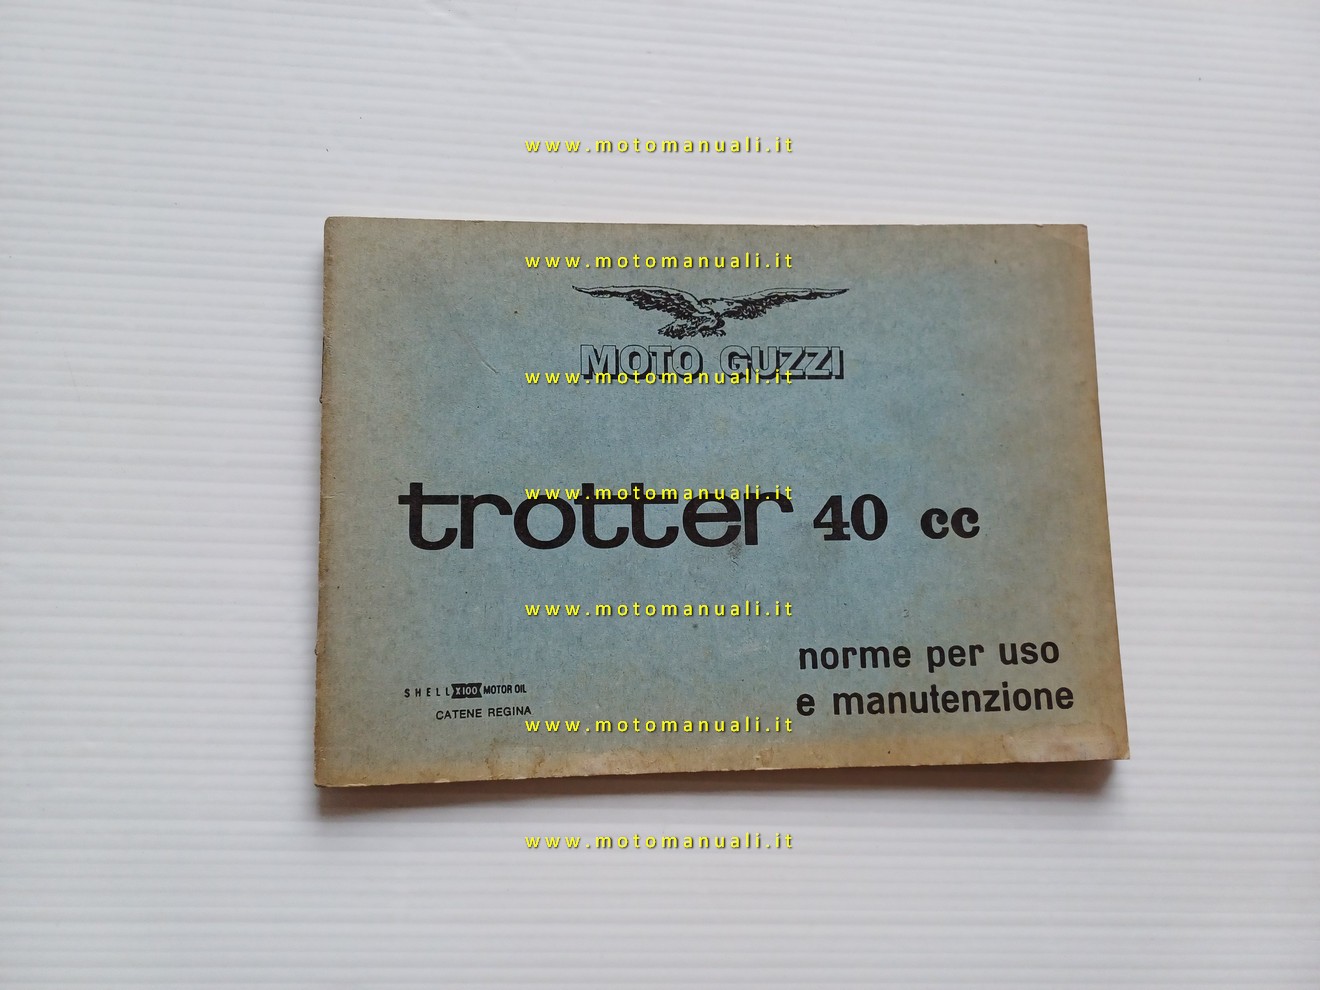 www.motomanuali.it
www.motomanuali.it
MOTO GUZZI
www.motomanuali.it
www.motomanuali.it
trotter 40 cc
www.motomanuali.it
norme per uso
e manutenzione
SHELL X100 MOTOR OIL
CATENE REGINA
www.motomanuali.it
www.motomanuali.it